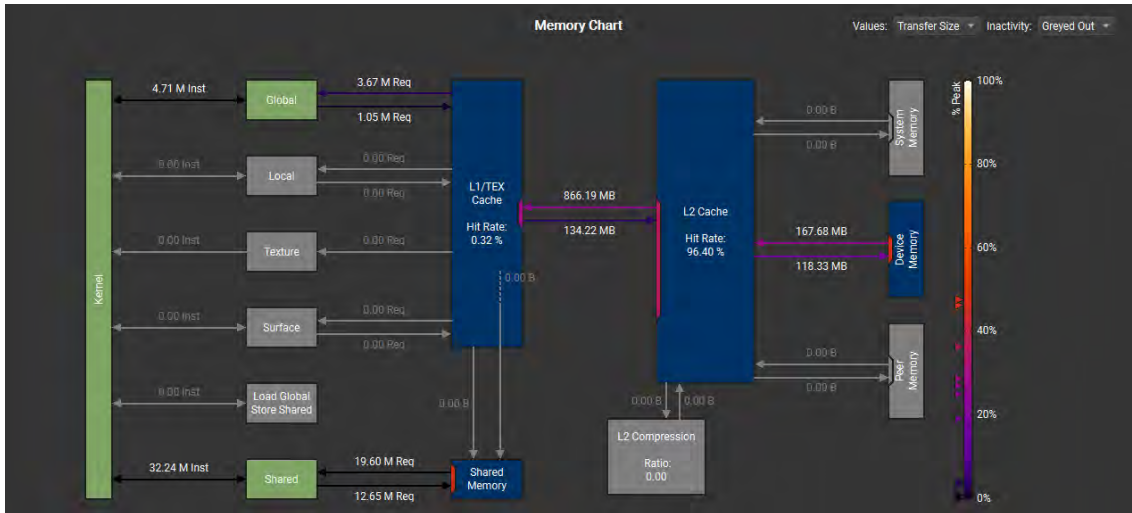 Memory Chart
Values: Transfer Size
Inactivity: Greyed Out
Kernel
4.71 M Inst
Global
3.67 M Req
1.05 M Req
0.00 Inst
Local
0.00 Req
0.00 Req
0.00 Inst
Texture
0.00 Req
0.00 Inst
Surface
0.00 Req
0.00 Req
0.00 Inst
Load Global
Store Shared
32.24 M Inst
Shared
19.60 M Req
12.65 M Req
L1/TEX
Cache
Hit Rate:
0.32 %
0.00 B
0.00 B
Shared
Memory
866.19 MB
134.22 MB
L2 Cache
Hit Rate:
96.40 %
0.00 B
0.00 B
L2 Compression
Ratio:
0.00
0.00 B
0.00 B
System
Memory
167.68 MB
118.33 MB
Device
Memory
0.00 B
0.00 B
Peer
Memory
% Peak
100%
80%
60%
40%
20%
0%